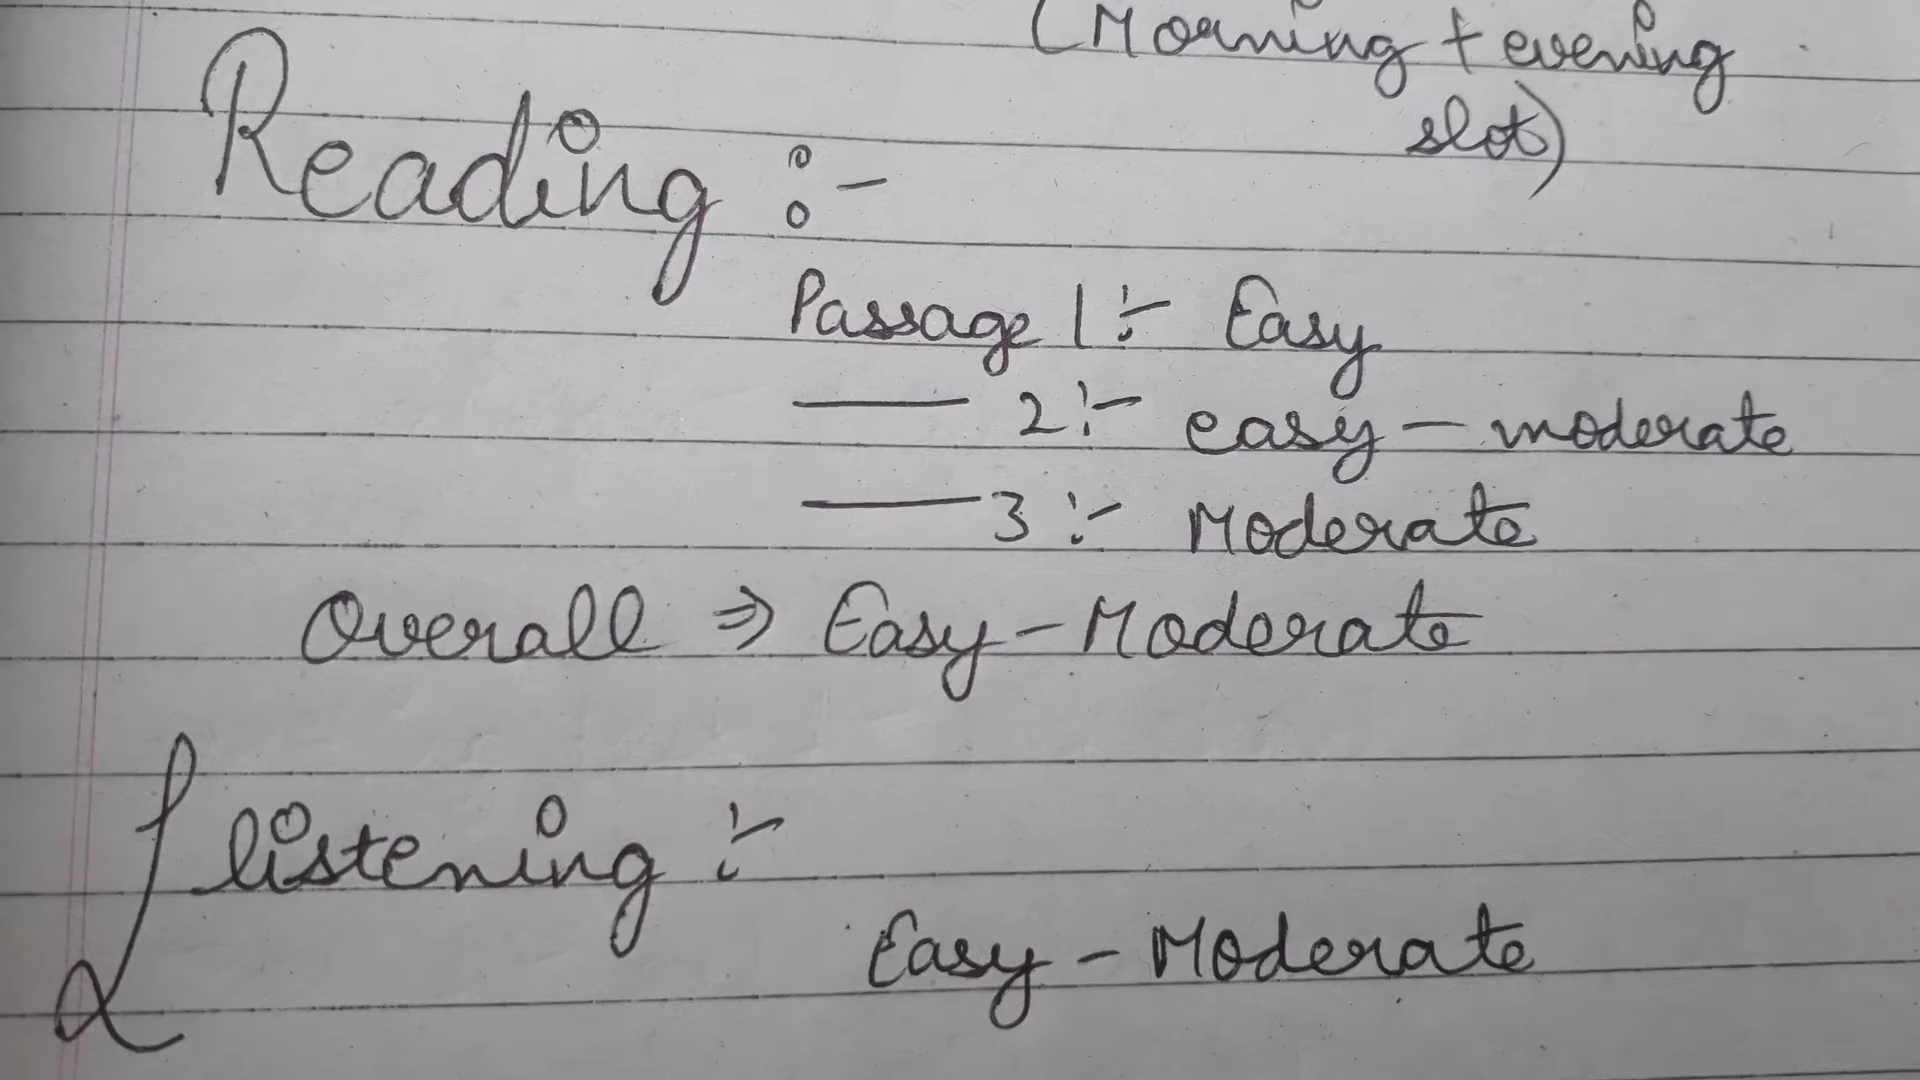 (Morning + evening
slot)
Reading :-
Passage 1 :- Easy
—— 2 :- easy - moderate
—— 3 :- Moderate
Overall ⇒ Easy - Moderate
listening :-
Easy - Moderate